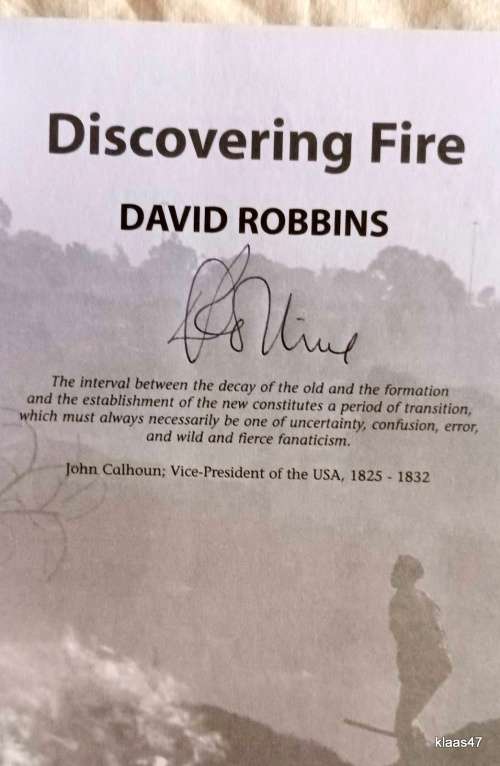 Discovering Fire
DAVID ROBBINS
The interval between the decay of the old and the formation
and the establishment of the new constitutes a period of transition,
which must always necessarily be one of uncertainty, confusion, error,
and wild and fierce fanaticism.
John Calhoun; Vice-President of the USA, 1825 - 1832
klaas47